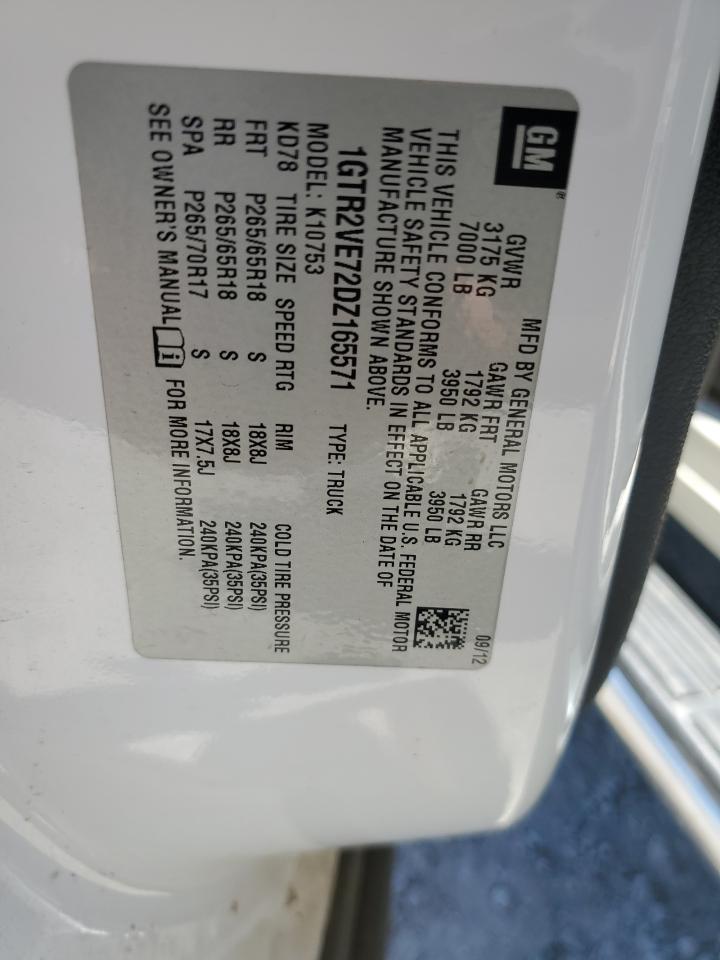 GM®
MFD BY GENERAL MOTORS LLC 09/12
GVWR GAWR FRT GAWR RR
3175 KG 1792 KG 1792 KG
7000 LB 3950 LB 3950 LB
THIS VEHICLE CONFORMS TO ALL APPLICABLE U.S. FEDERAL MOTOR
VEHICLE SAFETY STANDARDS IN EFFECT ON THE DATE OF
MANUFACTURE SHOWN ABOVE.
1GTR2VE72DZ165571 TYPE: TRUCK
MODEL: K10753
KD78 TIRE SIZE SPEED RTG RIM COLD TIRE PRESSURE
FRT P265/65R18 S 18X8J 240KPA(35PSI)
RR P265/65R18 S 18X8J 240KPA(35PSI)
SPA P265/70R17 S 17X7.5J 240KPA(35PSI)
SEE OWNER'S MANUAL i FOR MORE INFORMATION.